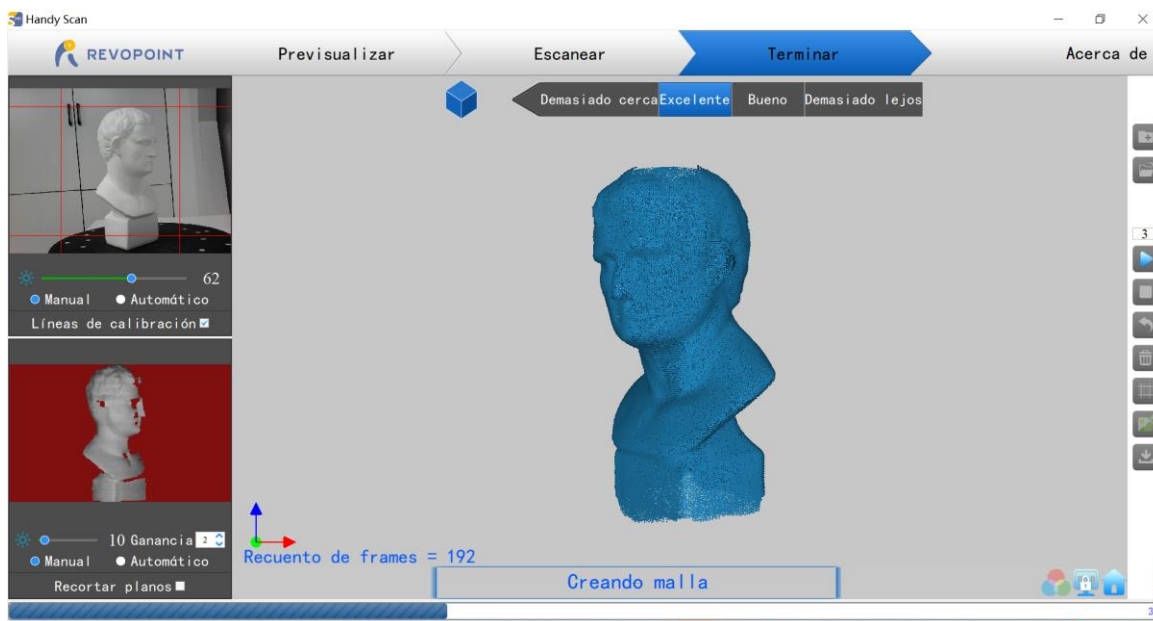 Handy Scan
REVOPOINT
Previsualizar
Escanear
Terminar
Acerca de
Demasiado cerca
Excelente
Bueno
Demasiado lejos
62
Manual
Automático
Líneas de calibración
10 Ganancia 2
Manual
Automático
Recortar planos
3
Recuento de frames = 192
Creando malla
3